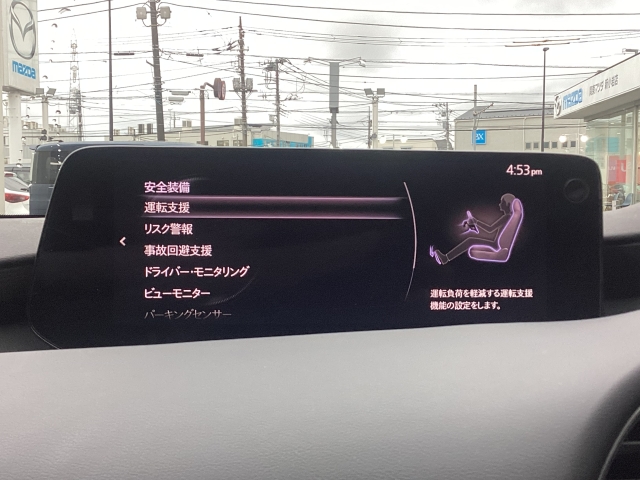 mazda
mazda
4:53pm
安全装備
運転支援
リスク警報
事故回避支援
ドライバー・モニタリング
ビューモニター
パーキングセンサー
運転負荷を軽減する運転支援
機能の設定をします。